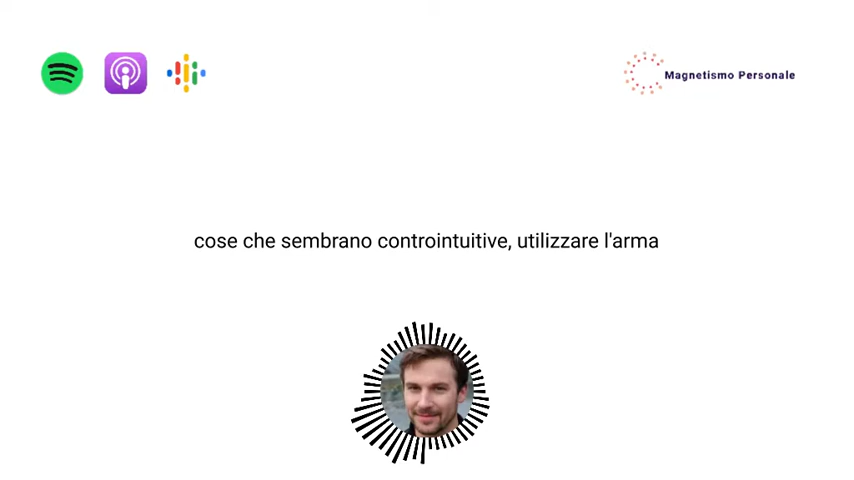 Magnetismo Personale
cose che sembrano controintuitive, utilizzare l'arma